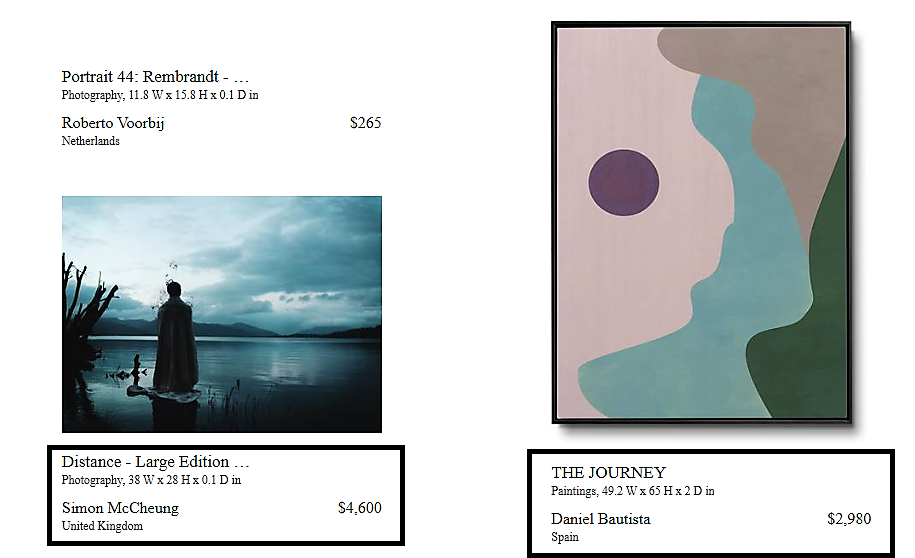 Portrait 44: Rembrandt - …
Photography, 11.8 W x 15.8 H x 0.1 D in
Roberto Voorbij $265
Netherlands
Distance - Large Edition …
Photography, 38 W x 28 H x 0.1 D in
Simon McCheung $4,600
United Kingdom
THE JOURNEY
Paintings, 49.2 W x 65 H x 2 D in
Daniel Bautista $2,980
Spain